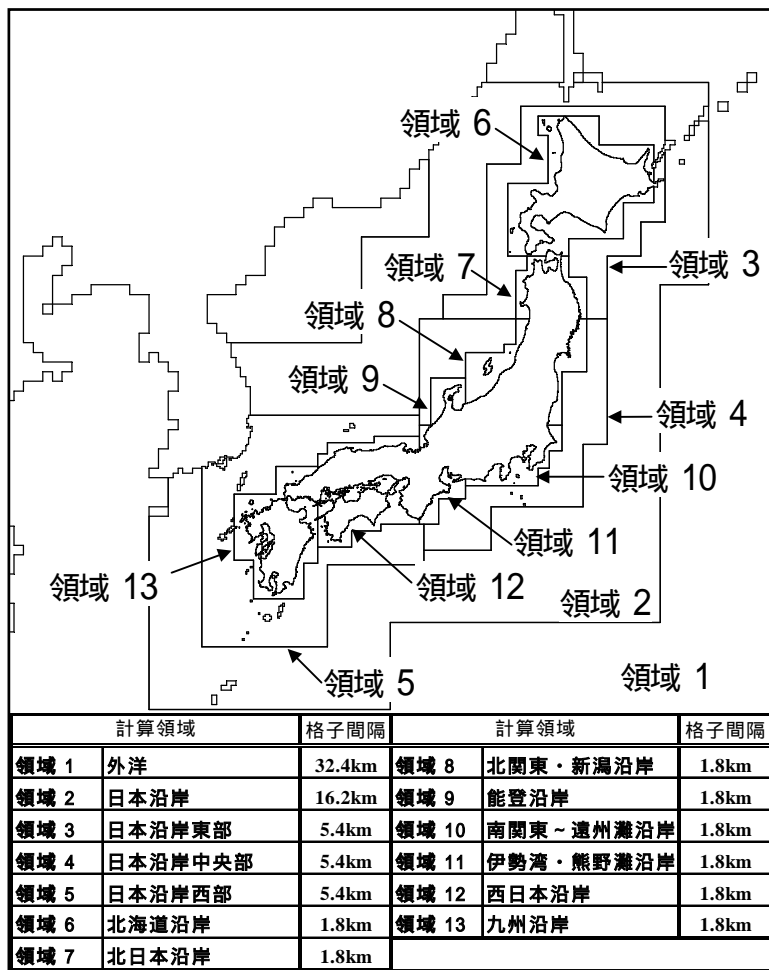 領域 6
領域 7
領域 3
領域 8
領域 9
領域 4
領域 10
領域 11
領域 13
領域 12
領域 2
領域 5
領域 1
計算領域 格子間隔 計算領域 格子間隔
領域 1 外洋 32.4km 領域 8 北関東・新潟沿岸 1.8km
領域 2 日本沿岸 16.2km 領域 9 能登沿岸 1.8km
領域 3 日本沿岸東部 5.4km 領域 10 南関東~遠州灘沿岸 1.8km
領域 4 日本沿岸中央部 5.4km 領域 11 伊勢湾・熊野灘沿岸 1.8km
領域 5 日本沿岸西部 5.4km 領域 12 西日本沿岸 1.8km
領域 6 北海道沿岸 1.8km 領域 13 九州沿岸 1.8km
領域 7 北日本沿岸 1.8km